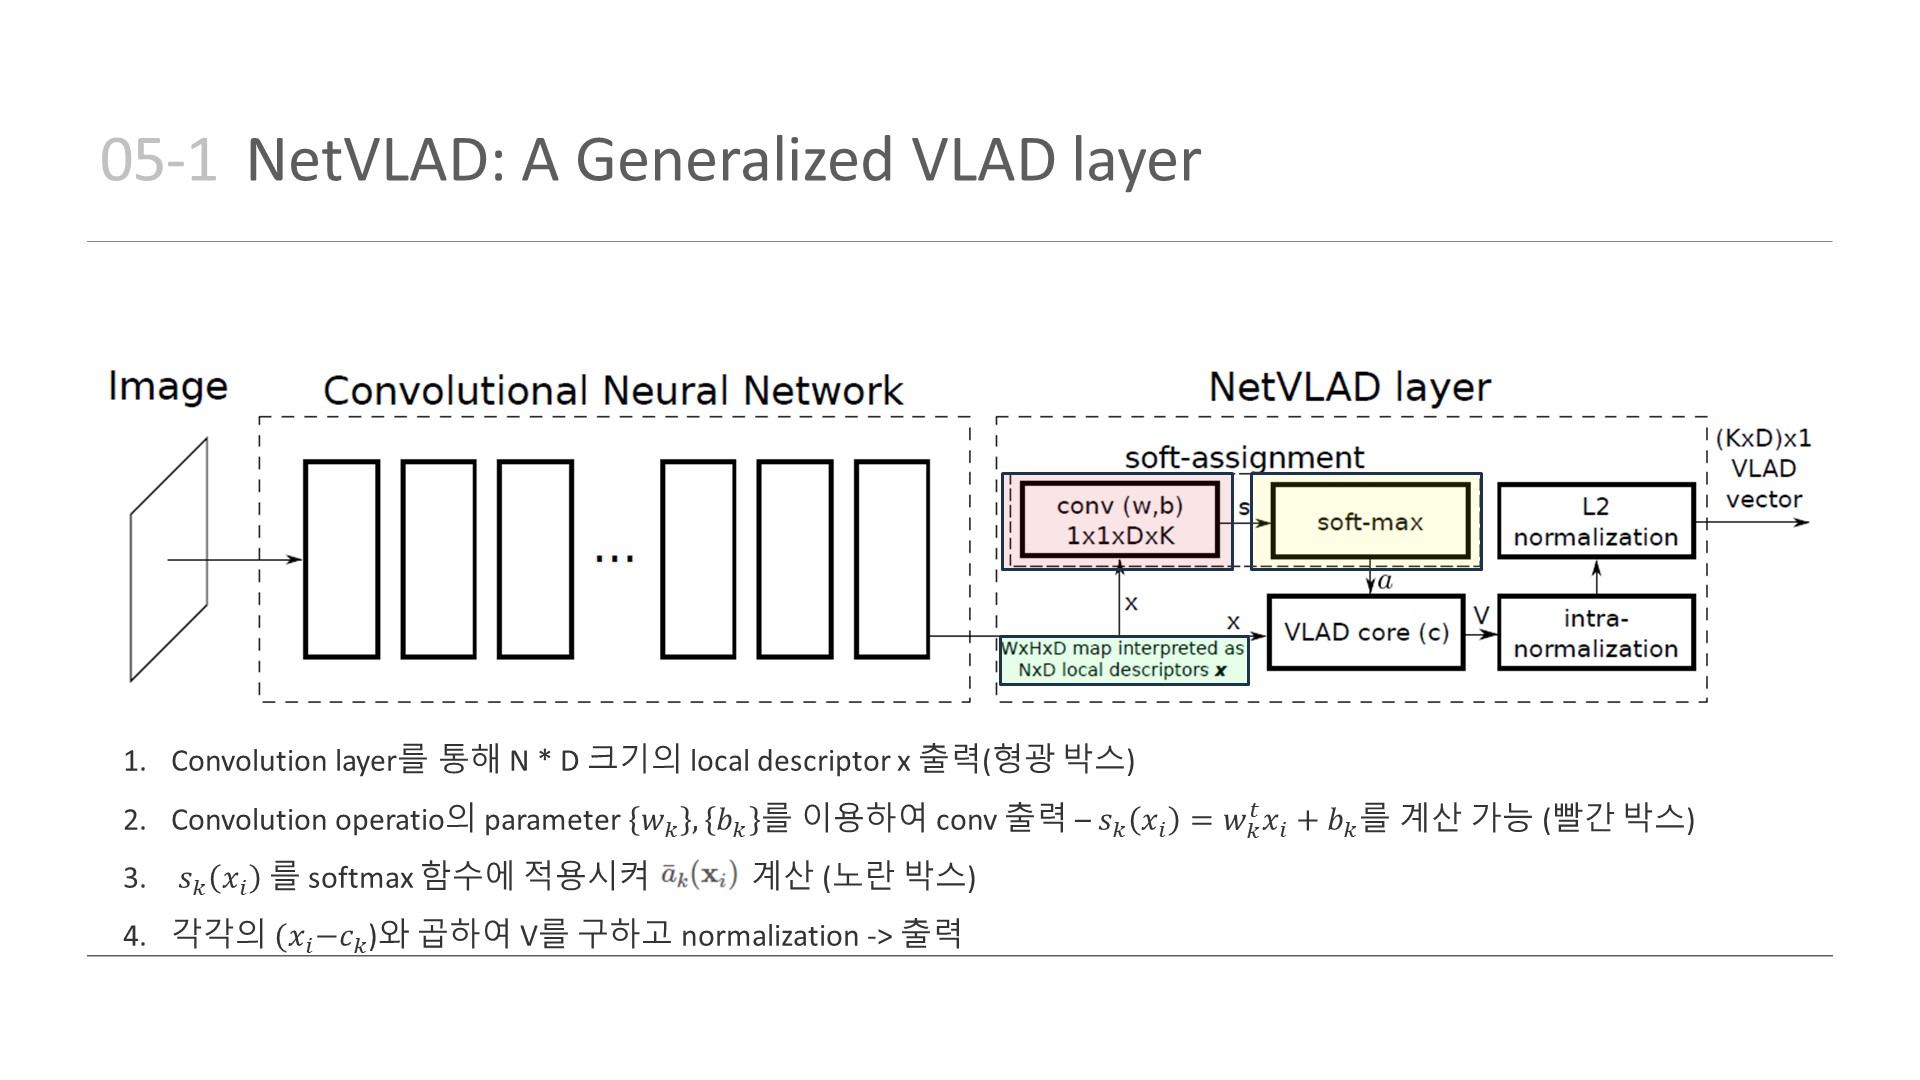 05-1 NetVLAD: A Generalized VLAD layer
Image
Convolutional Neural Network
NetVLAD layer
(KxD)x1
VLAD
vector
soft-assignment
conv (w,b)
1x1xDxK
s
soft-max
L2
normalization
...
a
x
x
V
WxHxD map interpreted as
NxD local descriptors x
VLAD core (c)
intra-
normalization
1. Convolution layer를 통해 N * D 크기의 local descriptor x 출력(형광 박스)
2. Convolution operatio의 parameter {w_k}, {b_k}를 이용하여 conv 출력 – s_k(x_i) = w_k^t x_i + b_k를 계산 가능 (빨간 박스)
3. s_k(x_i) 를 softmax 함수에 적용시켜 ā_k(x_i) 계산 (노란 박스)
4. 각각의 (x_i−c_k)와 곱하여 V를 구하고 normalization -> 출력